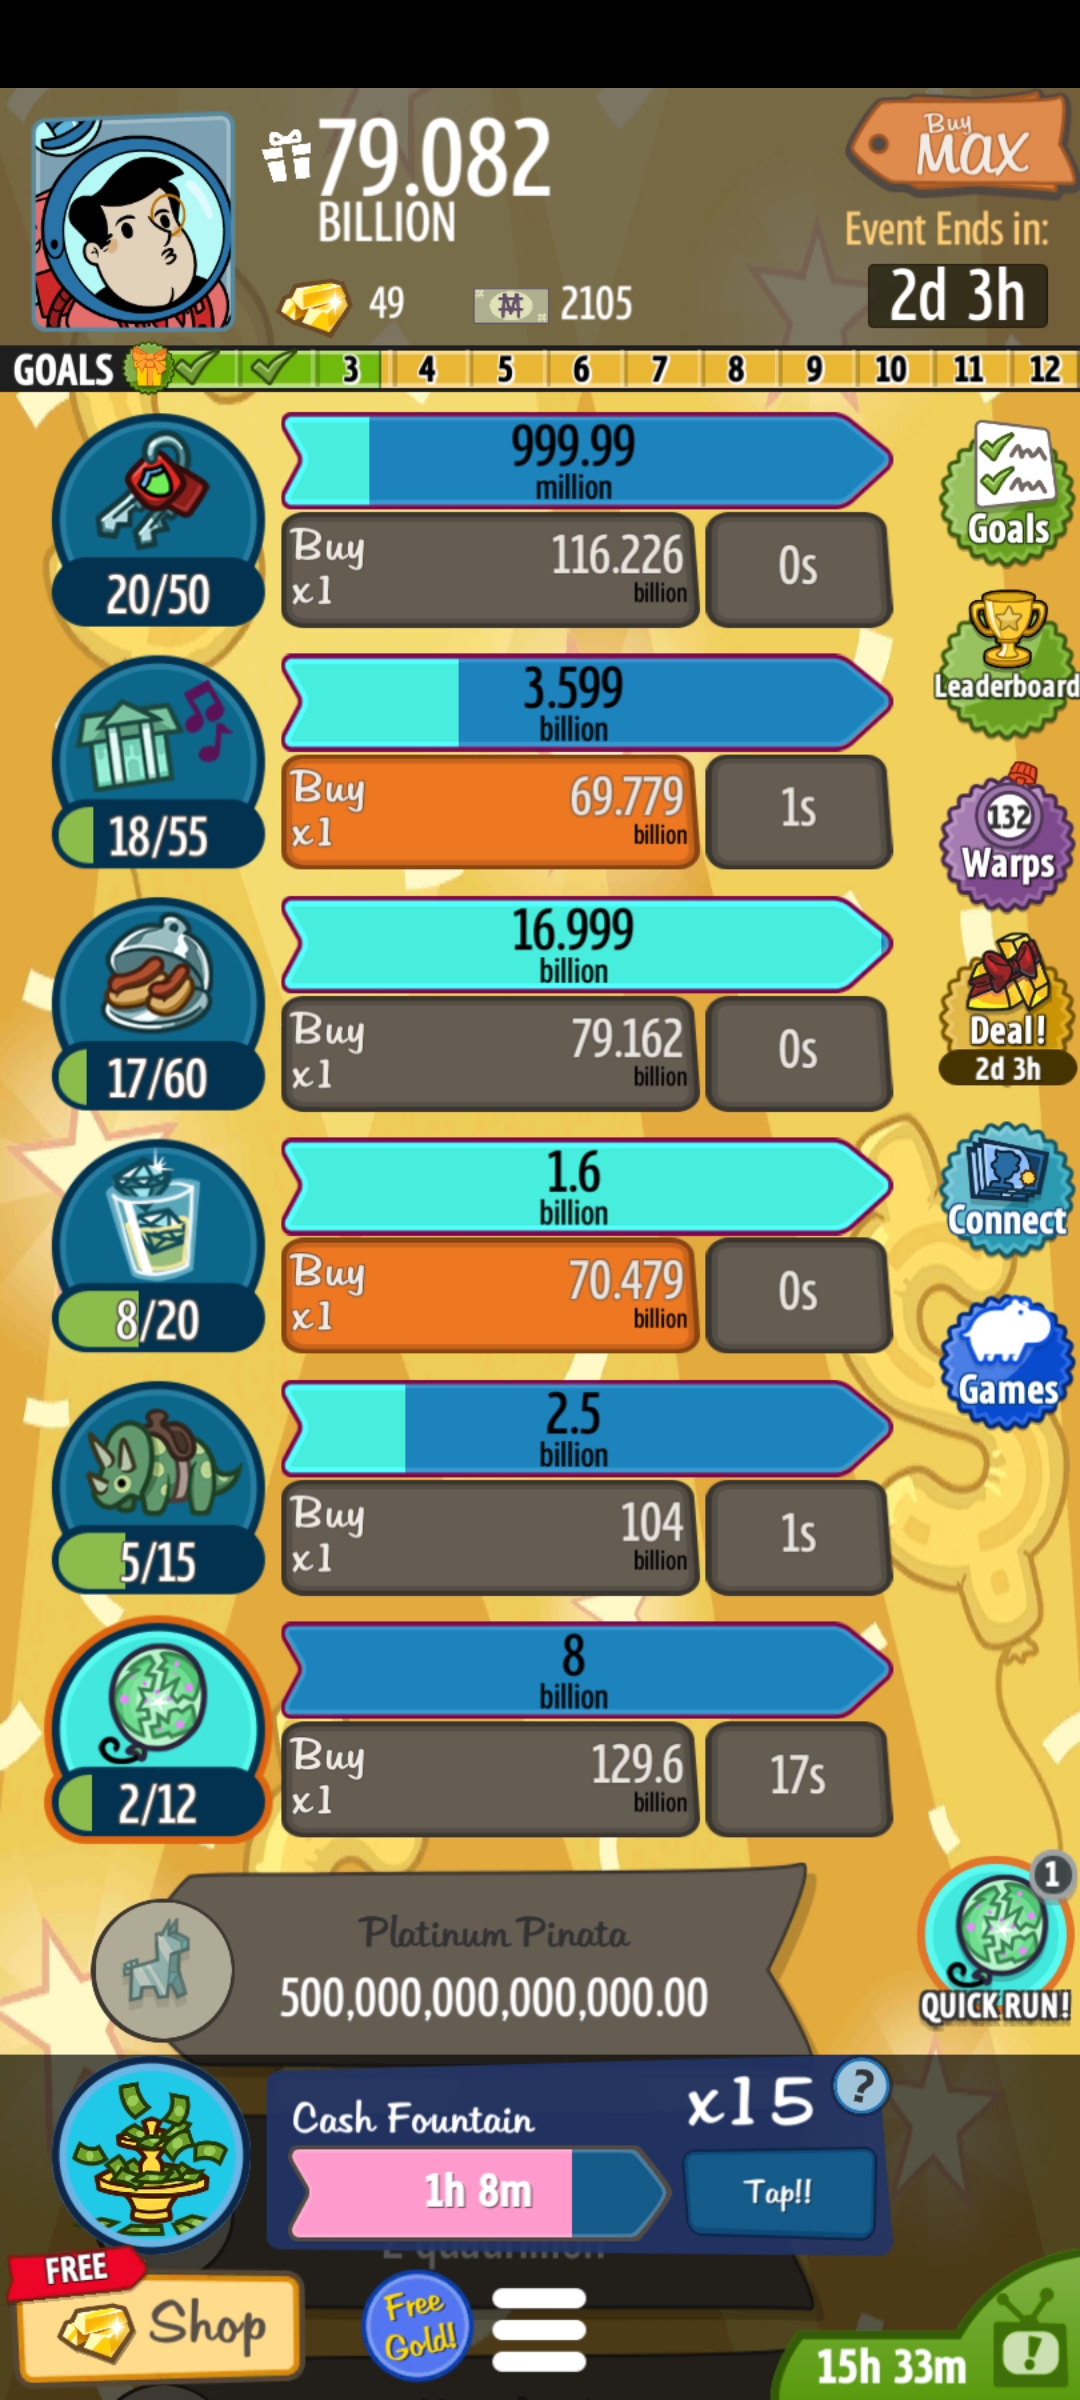 79.082
BILLION
49
2105
Buy
MAX
Event Ends in:
2d 3h
GOALS 3 4 5 6 7 8 9 10 11 12
999.99
million
Buy
x1
116.226
billion
0s
20/50
Goals
Leaderboard
3.599
billion
Buy
x1
69.779
billion
1s
18/55
132
Warps
16.999
billion
Buy
x1
79.162
billion
0s
17/60
Deal!
2d 3h
1.6
billion
Buy
x1
70.479
billion
0s
8/20
Connect
Games
2.5
billion
Buy
x1
104
billion
1s
5/15
8
billion
Buy
x1
129.6
billion
17s
2/12
Platinum Pinata
500,000,000,000,000.00
1
QUICK RUN!
Cash Fountain
x15
?
1h 8m
Tap!!
2 quadrillion
FREE
Shop
Free
Gold!
15h 33m
!